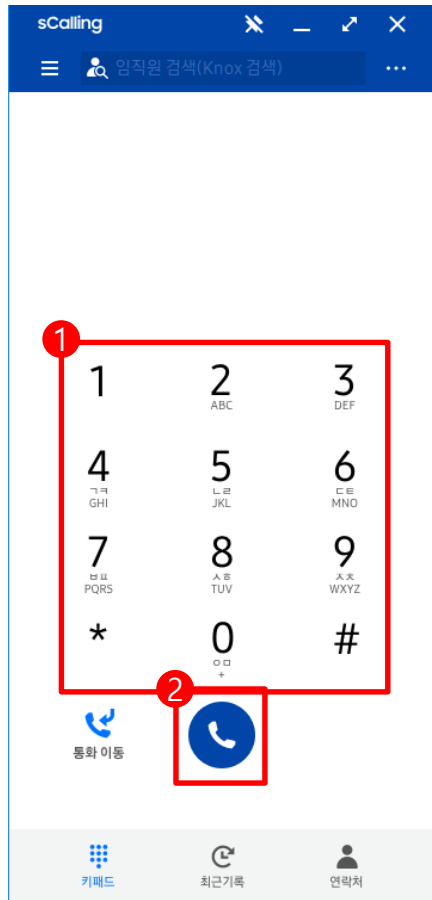 sCalling
임직원 검색(Knox 검색)
1
1 2 3
ABC DEF
4 5 6
ㄱㅋ ㄴㄹ ㄷㅌ
GHI JKL MNO
7 8 9
ㅂㅍ ㅅㅎ ㅈㅊ
PQRS TUV WXYZ
* 0 #
ㅇㅁ
+
2
통화 이동
키패드 최근기록 연락처